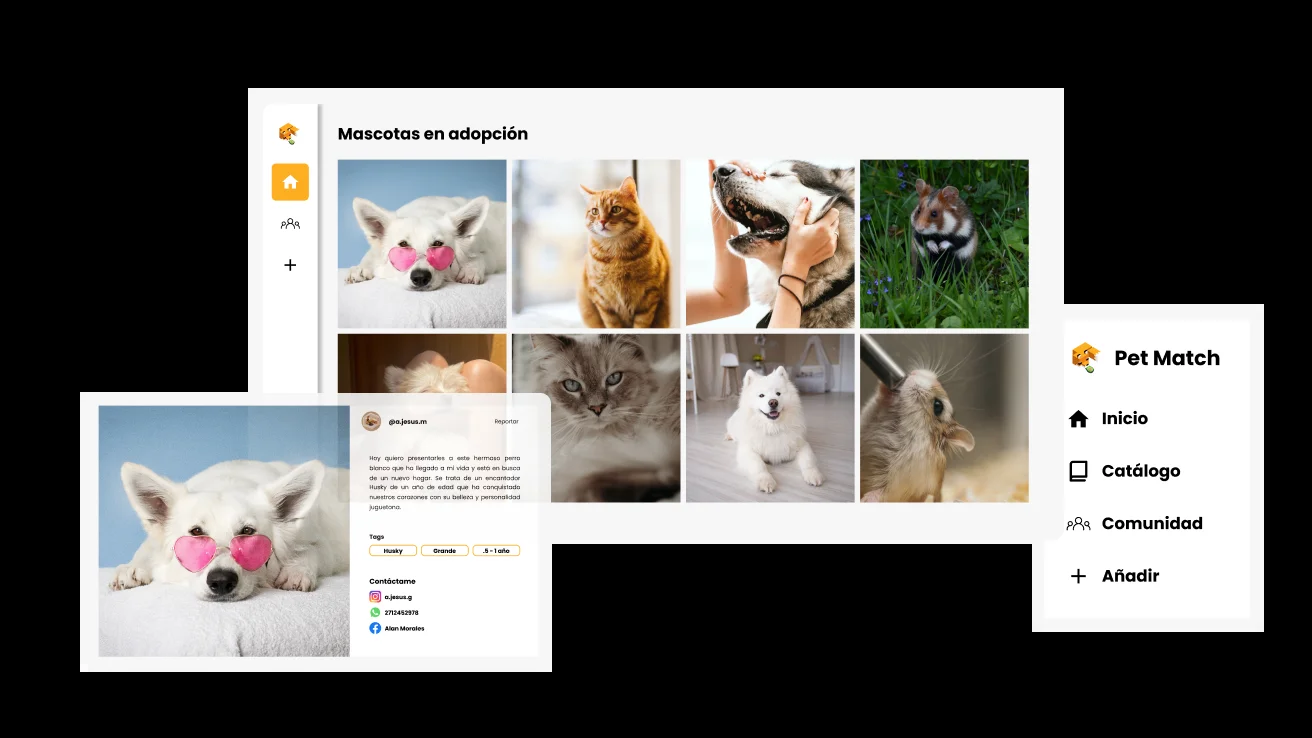 Mascotas en adopción
Pet Match
Inicio
Catálogo
Comunidad
Añadir
@a.jesus.m
Reportar
Hoy quiero presentarles a este hermoso perro
blanco que ha llegado a mi vida y está en busca
de un nuevo hogar. Se trata de un encantador
Husky de un año de edad que ha conquistado
nuestros corazones con su belleza y personalidad
juguetona.
Tags
Husky
Grande
.5 - 1 año
Contáctame
a.jesus.g
2712452978
Alan Morales